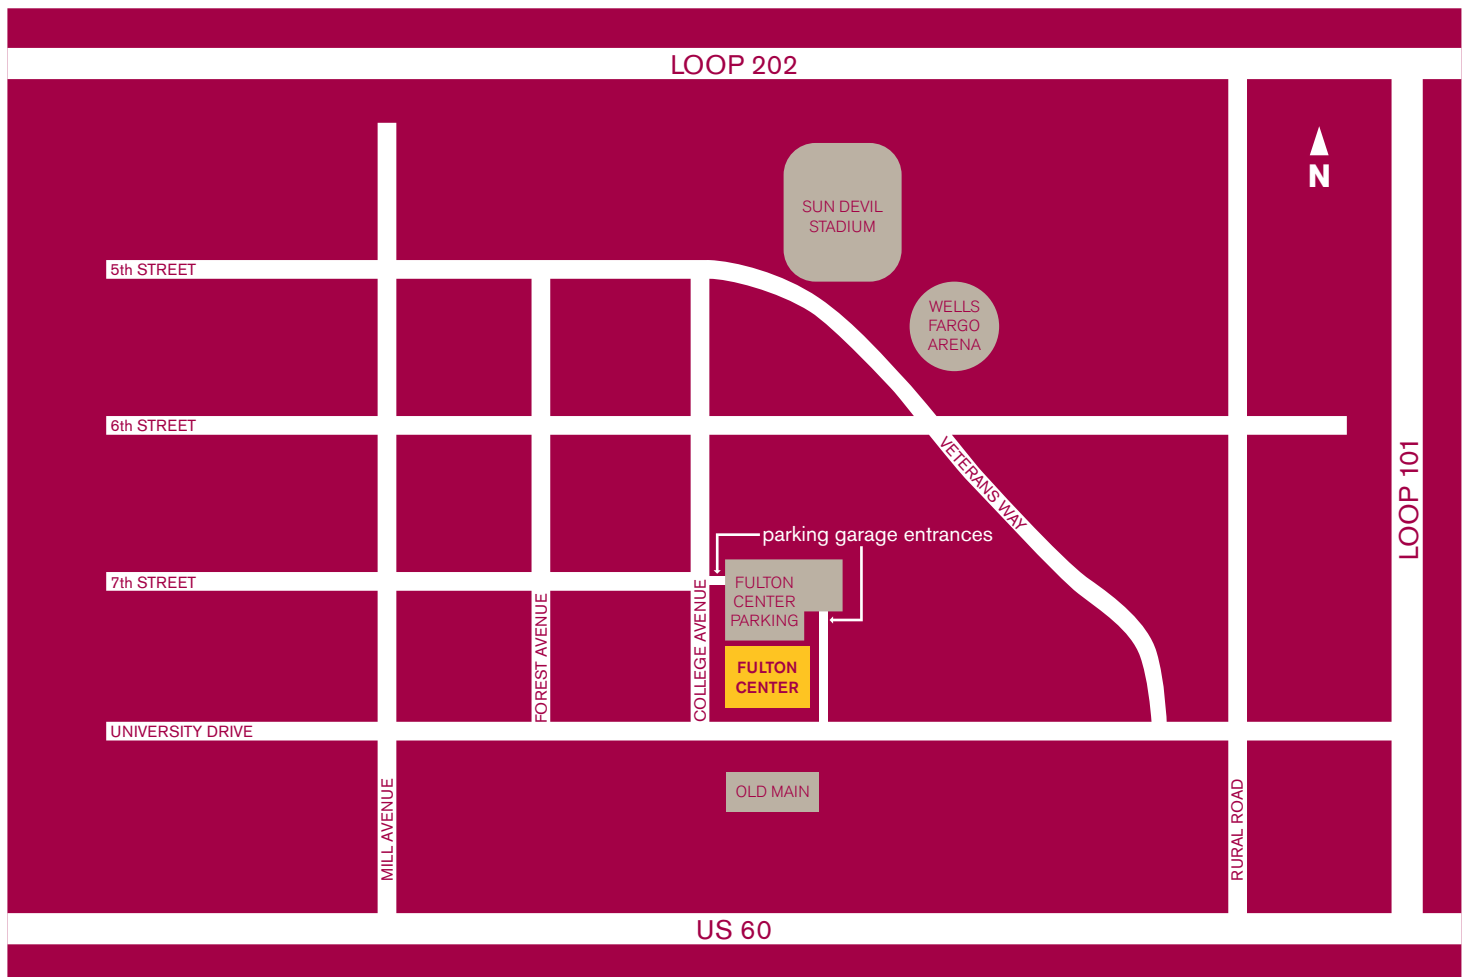 LOOP 202
N
SUN DEVIL
STADIUM
5th STREET
WELLS
FARGO
ARENA
6th STREET
VETERANS WAY
LOOP 101
parking garage entrances
7th STREET
FULTON
CENTER
PARKING
FOREST AVENUE
COLLEGE AVENUE
FULTON
CENTER
UNIVERSITY DRIVE
OLD MAIN
MILL AVENUE
RURAL ROAD
US 60